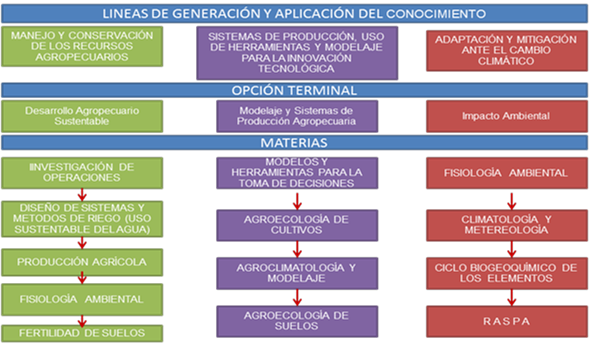 LINEAS DE GENERACIÓN Y APLICACIÓN DEL CONOCIMIENTO
MANEJO Y CONSERVACIÓN
DE LOS RECURSOS
AGROPECUARIOS
SISTEMAS DE PRODUCCIÓN, USO
DE HERRAMIENTAS Y MODELAJE
PARA LA INNOVACIÓN
TECNOLÓGICA
ADAPTACIÓN Y MITIGACIÓN
ANTE EL CAMBIO
CLIMÁTICO
OPCIÓN TERMINAL
Desarrollo Agropecuario
Sustentable
Modelaje y Sistemas de
Producción Agropecuaria
Impacto Ambiental
MATERIAS
IINVESTIGACIÓN DE
OPERACIONES
DISEÑO DE SISTEMAS Y
METODOS DE RIEGO (USO
SUSTENTABLE DEL AGUA)
PRODUCCIÓN AGRÍCOLA
FISIOLOGÍA AMBIENTAL
FERTILIDAD DE SUELOS
MODELOS Y
HERRAMIENTAS PARA LA
TOMA DE DECISIONES
AGROECOLOGÍA DE
CULTIVOS
AGROCLIMATOLOGÌA Y
MODELAJE
AGROECOLOGÍA DE
SUELOS
FISIOLOGÍA AMBIENTAL
CLIMATOLOGÍA Y
METEREOLOGÍA
CICLO BIOGEOQUÍMICO DE
LOS ELEMENTOS
R A S P A